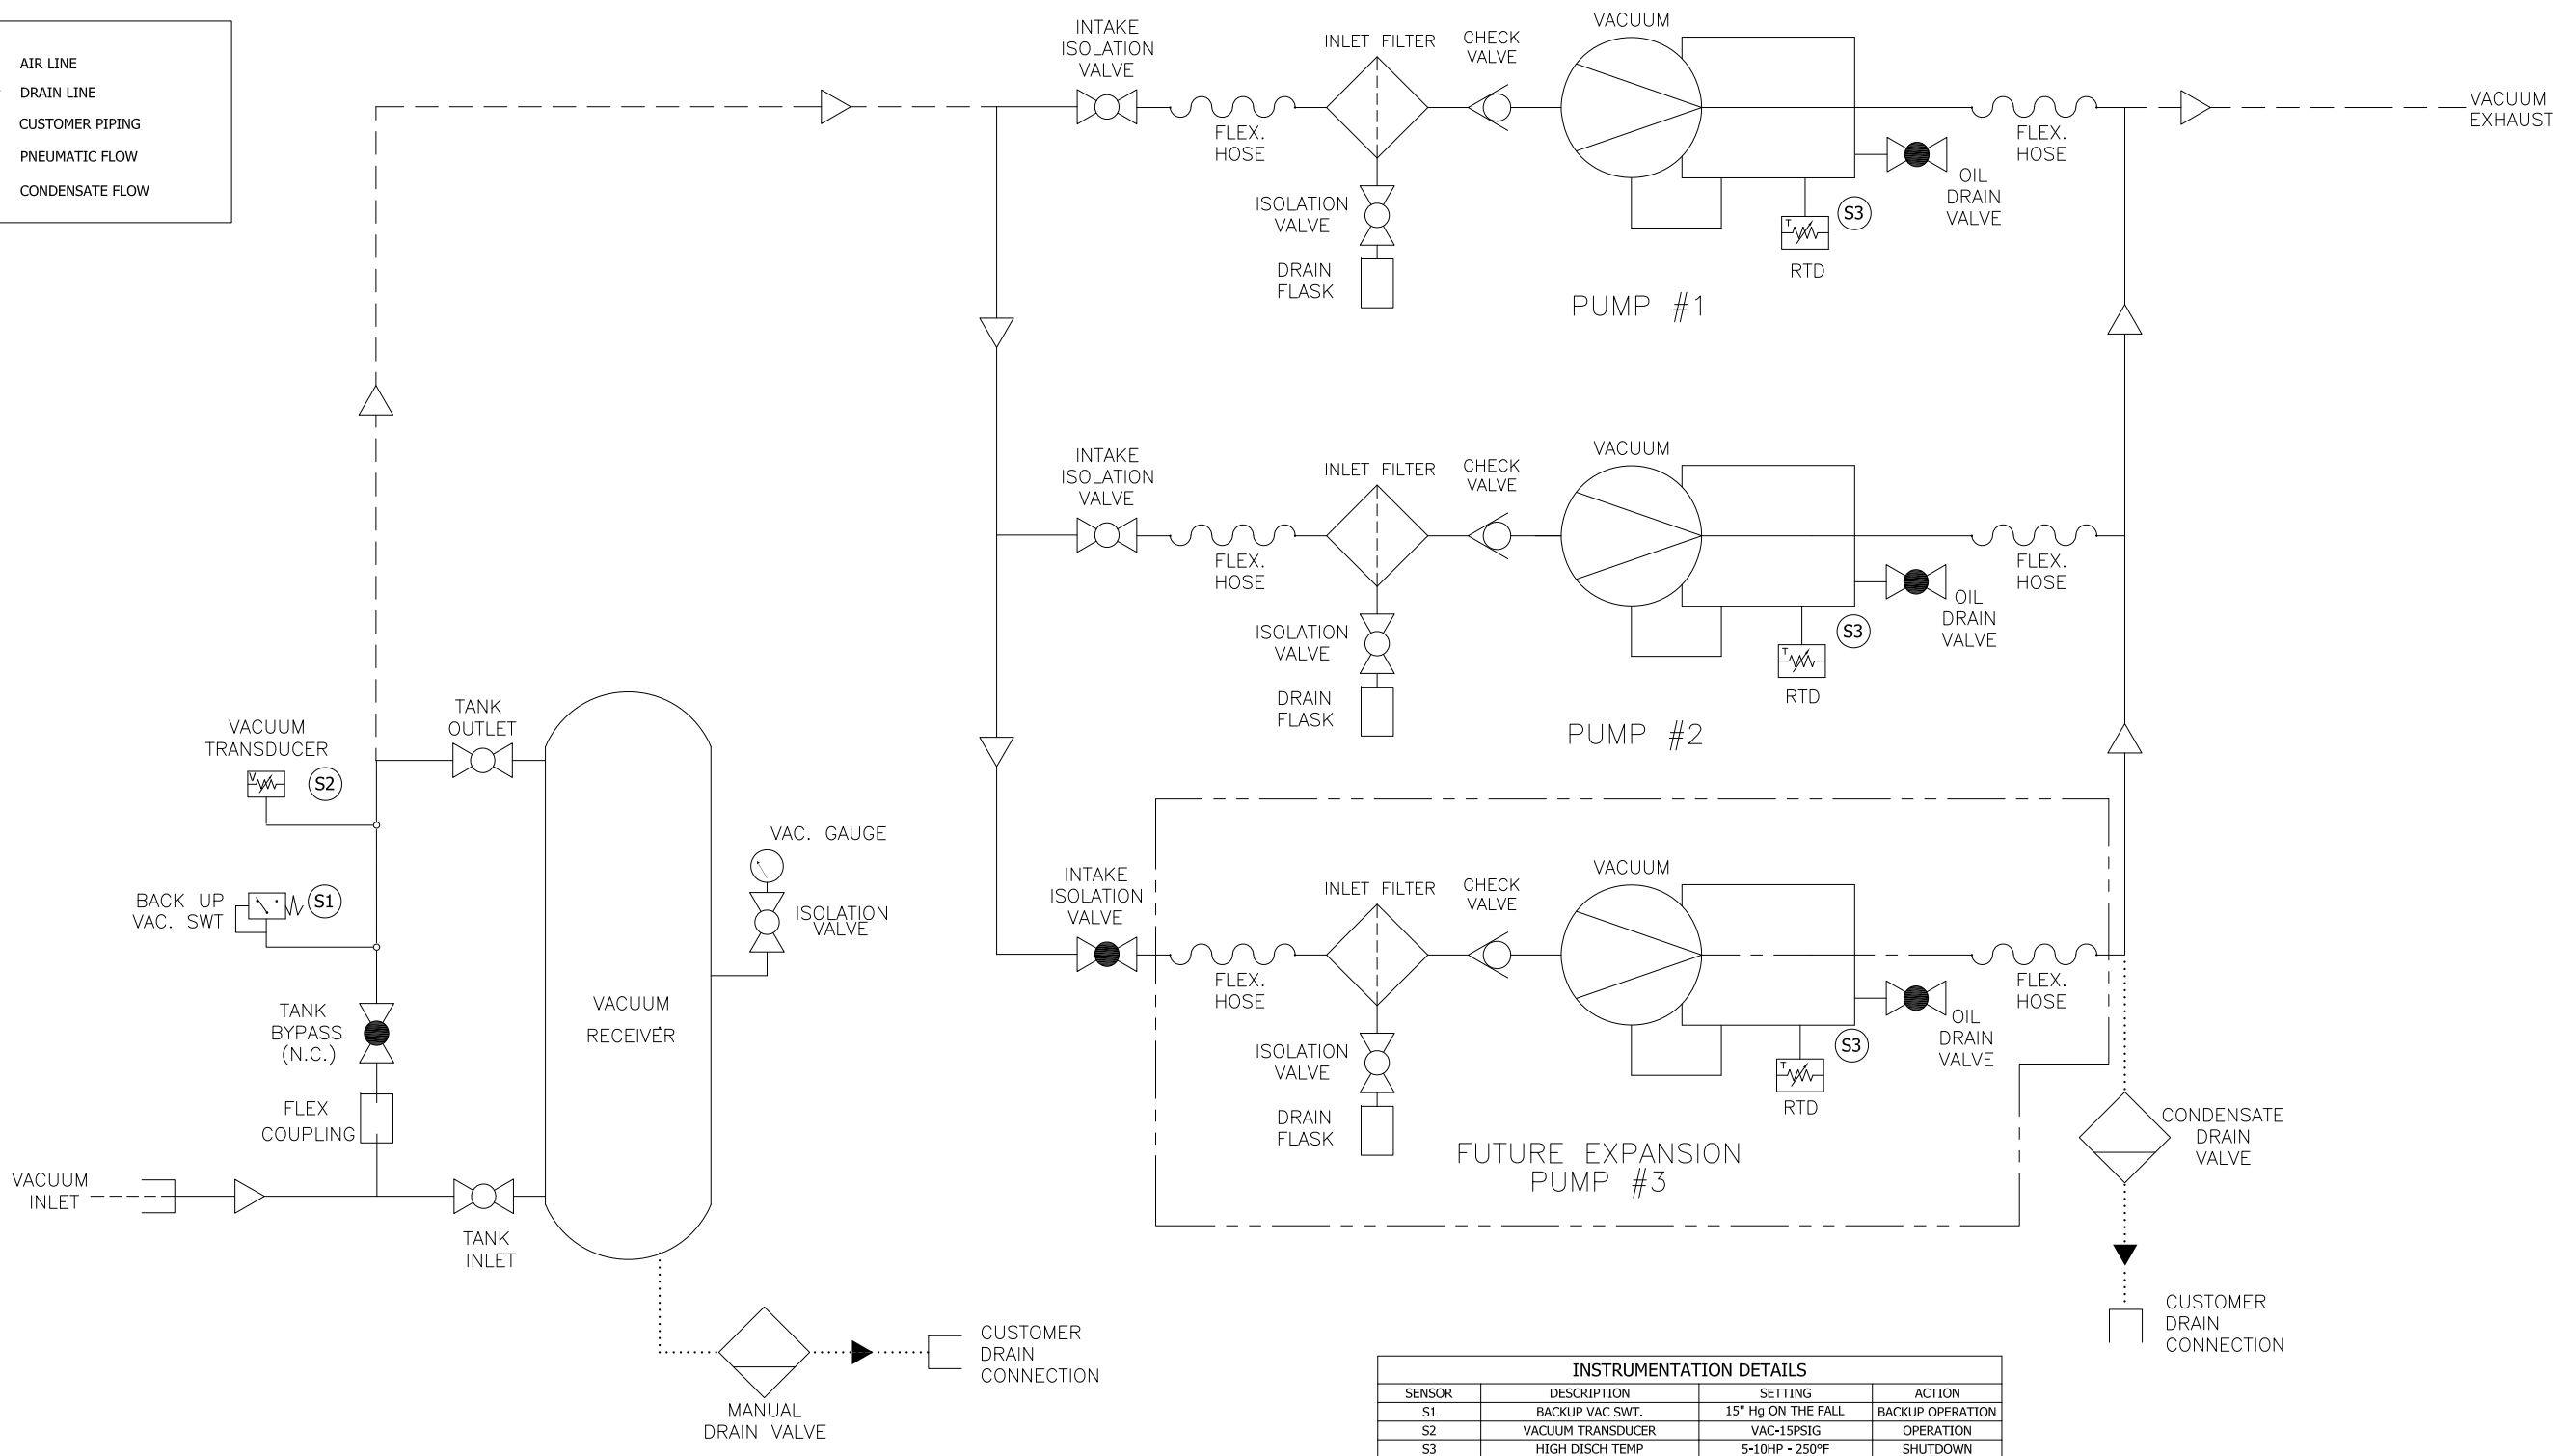 AIR LINE
DRAIN LINE
CUSTOMER PIPING
PNEUMATIC FLOW
CONDENSATE FLOW
INTAKE
ISOLATION
VALVE
FLEX.
HOSE
INLET FILTER
CHECK
VALVE
VACUUM
ISOLATION
VALVE
DRAIN
FLASK
T
S3
RTD
OIL
DRAIN
VALVE
FLEX.
HOSE
VACUUM
EXHAUST
PUMP #1
INTAKE
ISOLATION
VALVE
FLEX.
HOSE
INLET FILTER
CHECK
VALVE
VACUUM
ISOLATION
VALVE
DRAIN
FLASK
T
S3
RTD
OIL
DRAIN
VALVE
FLEX.
HOSE
PUMP #2
VACUUM
TRANSDUCER
V
S2
TANK
OUTLET
BACK UP
VAC. SWT
S1
VAC. GAUGE
ISOLATION
VALVE
TANK
BYPASS
(N.C.)
VACUUM
RECEIVER
FLEX
COUPLING
VACUUM
INLET
TANK
INLET
MANUAL
DRAIN VALVE
CUSTOMER
DRAIN
CONNECTION
INTAKE
ISOLATION
VALVE
FLEX.
HOSE
INLET FILTER
CHECK
VALVE
VACUUM
ISOLATION
VALVE
DRAIN
FLASK
T
S3
RTD
OIL
DRAIN
VALVE
FLEX.
HOSE
FUTURE EXPANSION
PUMP #3
CONDENSATE
DRAIN
VALVE
CUSTOMER
DRAIN
CONNECTION
INSTRUMENTATION DETAILS
SENSOR DESCRIPTION SETTING ACTION
S1 BACKUP VAC SWT. 15" Hg ON THE FALL BACKUP OPERATION
S2 VACUUM TRANSDUCER VAC-15PSIG OPERATION
S3 HIGH DISCH TEMP 5-10HP - 250°F SHUTDOWN